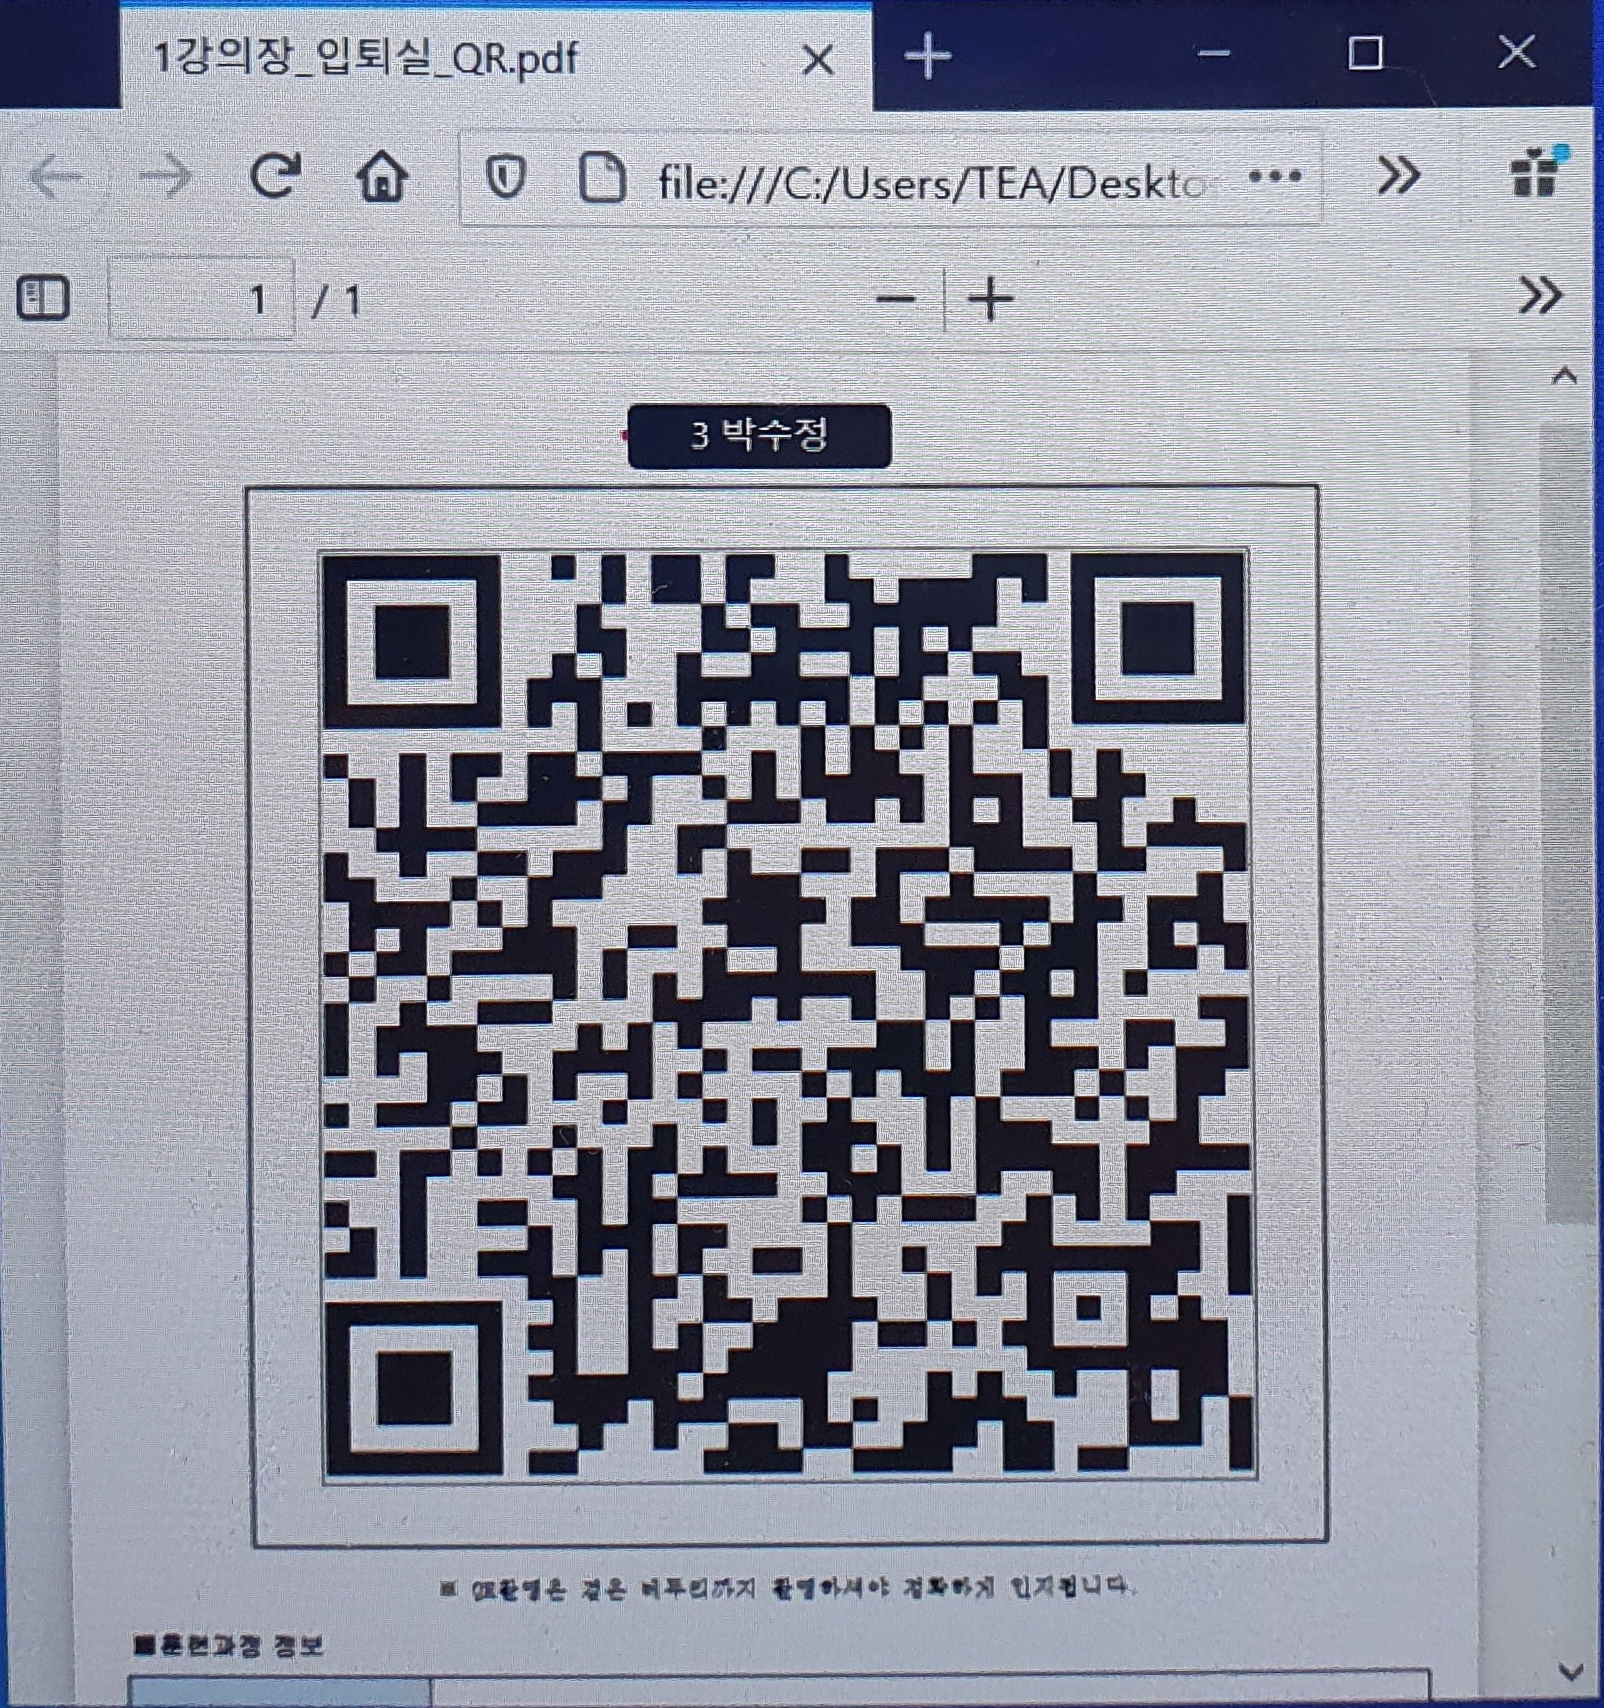 1강의장_입퇴실_QR.pdf
file:///C:/Users/TEA/Deskto
1 / 1
3 박수정
■ QR촬영은 검은 테두리까지 촬영하셔야 정확하게 인지됩니다.
■훈련과정 정보